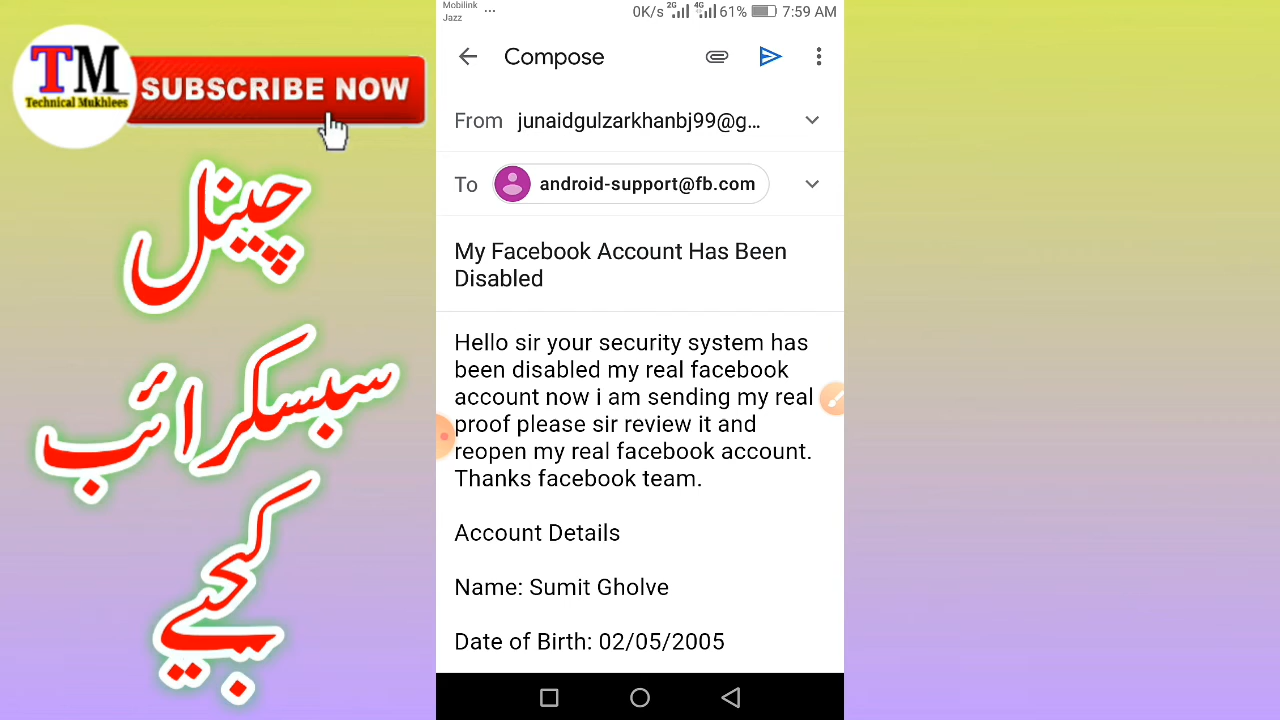 TM
Technical Mukhlees
SUBSCRIBE NOW
چینل
سبسکرائب
کیجیے
Mobilink
Jazz
...
0K/s 2G 4G 61% 7:59 AM
Compose
From junaidgulzarkhanbj99@g...
To android-support@fb.com
My Facebook Account Has Been
Disabled
Hello sir your security system has
been disabled my real facebook
account now i am sending my real
proof please sir review it and
reopen my real facebook account.
Thanks facebook team.
Account Details
Name: Sumit Gholve
Date of Birth: 02/05/2005